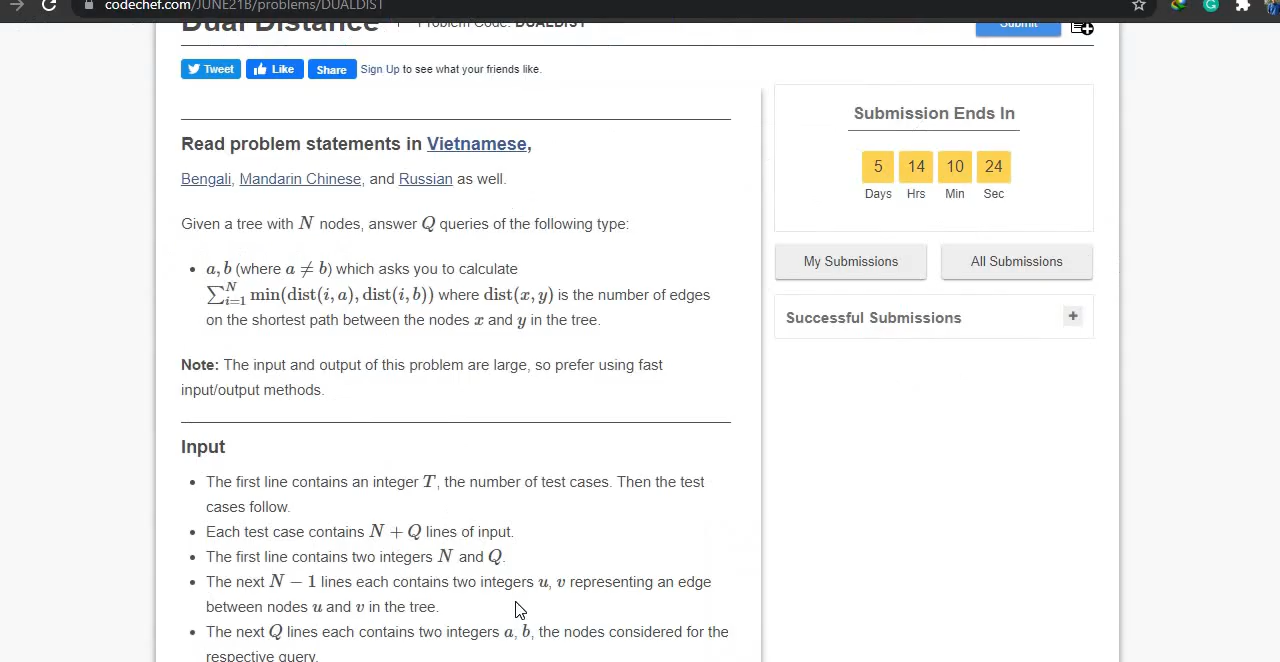 codechef.com/JUNE21B/problems/DUALDIST
Dual Distance
Problem Code: DUALDIST
Submit
Tweet Like Share Sign Up to see what your friends like.
Read problem statements in Vietnamese,
Bengali, Mandarin Chinese, and Russian as well.
Given a tree with N nodes, answer Q queries of the following type:
• a, b (where a ≠ b) which asks you to calculate
∑_{i=1}^{N} min(dist(i, a), dist(i, b)) where dist(x, y) is the number of edges
on the shortest path between the nodes x and y in the tree.
Note: The input and output of this problem are large, so prefer using fast
input/output methods.
Input
• The first line contains an integer T, the number of test cases. Then the test
cases follow.
• Each test case contains N + Q lines of input.
• The first line contains two integers N and Q.
• The next N − 1 lines each contains two integers u, v representing an edge
between nodes u and v in the tree.
• The next Q lines each contains two integers a, b, the nodes considered for the
respective query.
Submission Ends In
5 14 10 24
Days Hrs Min Sec
My Submissions All Submissions
Successful Submissions +